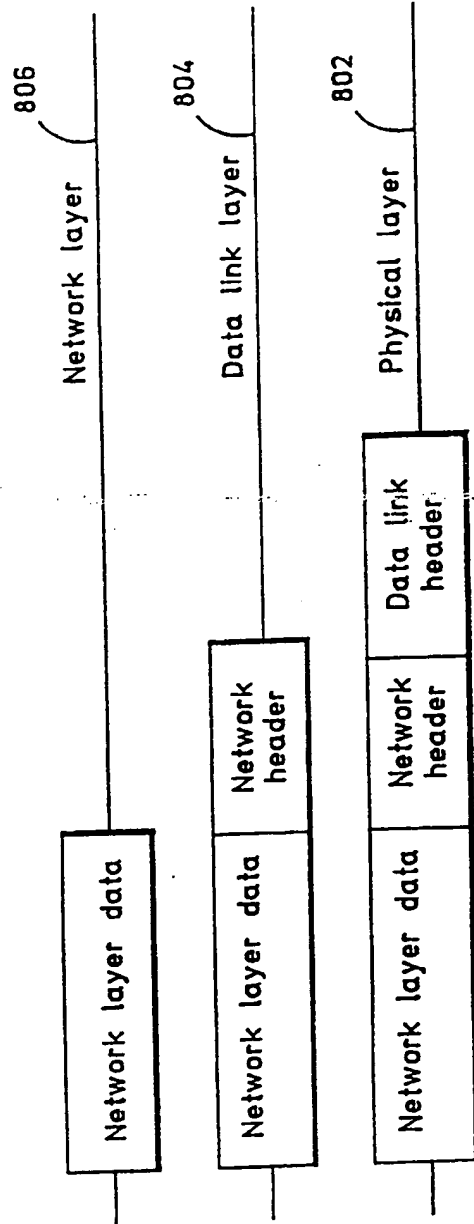 Network layer data
Network layer
806
Network layer data
Network
header
Data link layer
804
Network layer data
Network
header
Data link
header
Physical layer
802